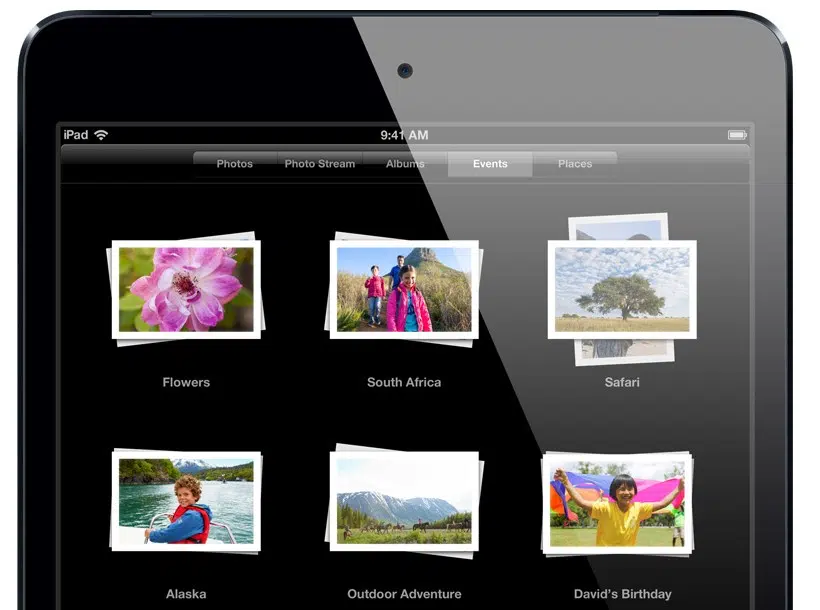 iPad 9:41 AM
Photos Photo Stream Albums Events Places
Flowers South Africa Safari
Alaska Outdoor Adventure David's Birthday